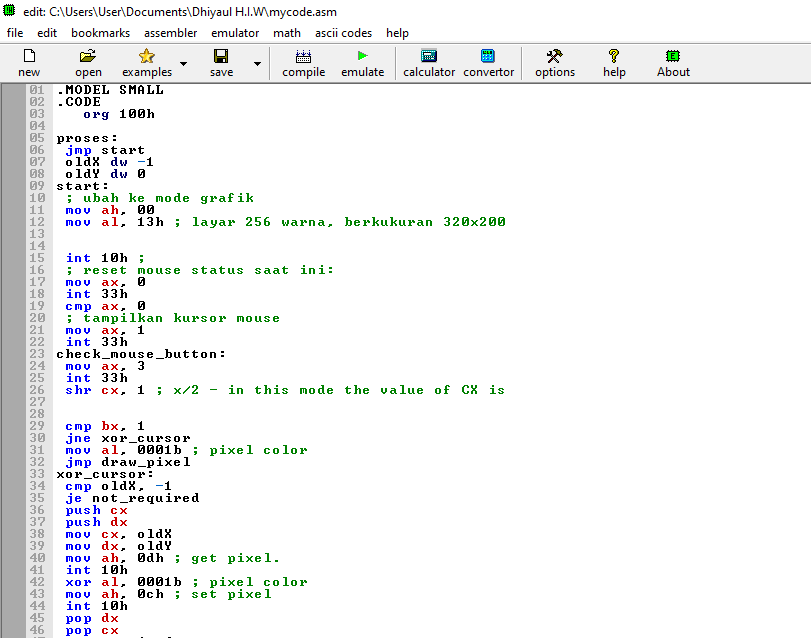 edit: C:\Users\User\Documents\Dhiyaul H.I.W\mycode.asm
file edit bookmarks assembler emulator math ascii codes help
new open examples save compile emulate calculator convertor options help About
01 .MODEL SMALL
02 .CODE
03 org 100h
04
05 proses:
06 jmp start
07 oldX dw -1
08 oldY dw 0
09 start:
10 ; ubah ke mode grafik
11 mov ah, 00
12 mov al, 13h ; layar 256 warna, berkukuran 320x200
13
14
15 int 10h ;
16 ; reset mouse status saat ini:
17 mov ax, 0
18 int 33h
19 cmp ax, 0
20 ; tampilkan kursor mouse
21 mov ax, 1
22 int 33h
23 check_mouse_button:
24 mov ax, 3
25 int 33h
26 shr cx, 1 ; x/2 - in this mode the value of CX is
27
28
29 cmp bx, 1
30 jne xor_cursor
31 mov al, 0001b ; pixel color
32 jmp draw_pixel
33 xor_cursor:
34 cmp oldX, -1
35 je not_required
36 push cx
37 push dx
38 mov cx, oldX
39 mov dx, oldY
40 mov ah, 0dh ; get pixel.
41 int 10h
42 xor al, 0001b ; pixel color
43 mov ah, 0ch ; set pixel
44 int 10h
45 pop dx
46 pop cx